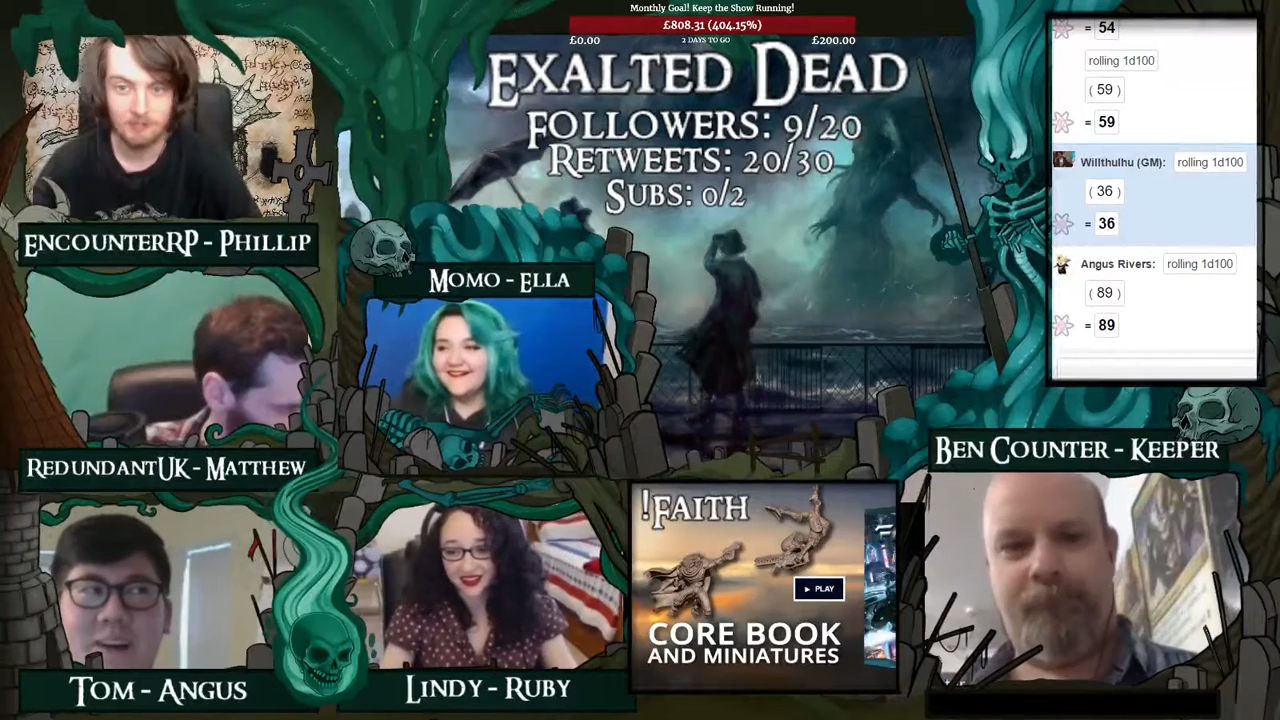 Monthly Goal! Keep the Show Running!
£808.31 (404.15%)
£0.00
2 DAYS TO GO
£200.00
EXALTED DEAD
FOLLOWERS: 9/20
RETWEETS: 20/30
SUBS: 0/2
= 54
rolling 1d100
( 59 )
= 59
Willthulhu (GM): rolling 1d100
( 36 )
= 36
Angus Rivers: rolling 1d100
( 89 )
= 89
ENCOUNTERRP - PHILLIP
MOMO - ELLA
REDUNDANTUK - MATTHEW
BEN COUNTER - KEEPER
TOM - ANGUS
LINDY - RUBY
!FAITH
PLAY
CORE BOOK
AND MINIATURES